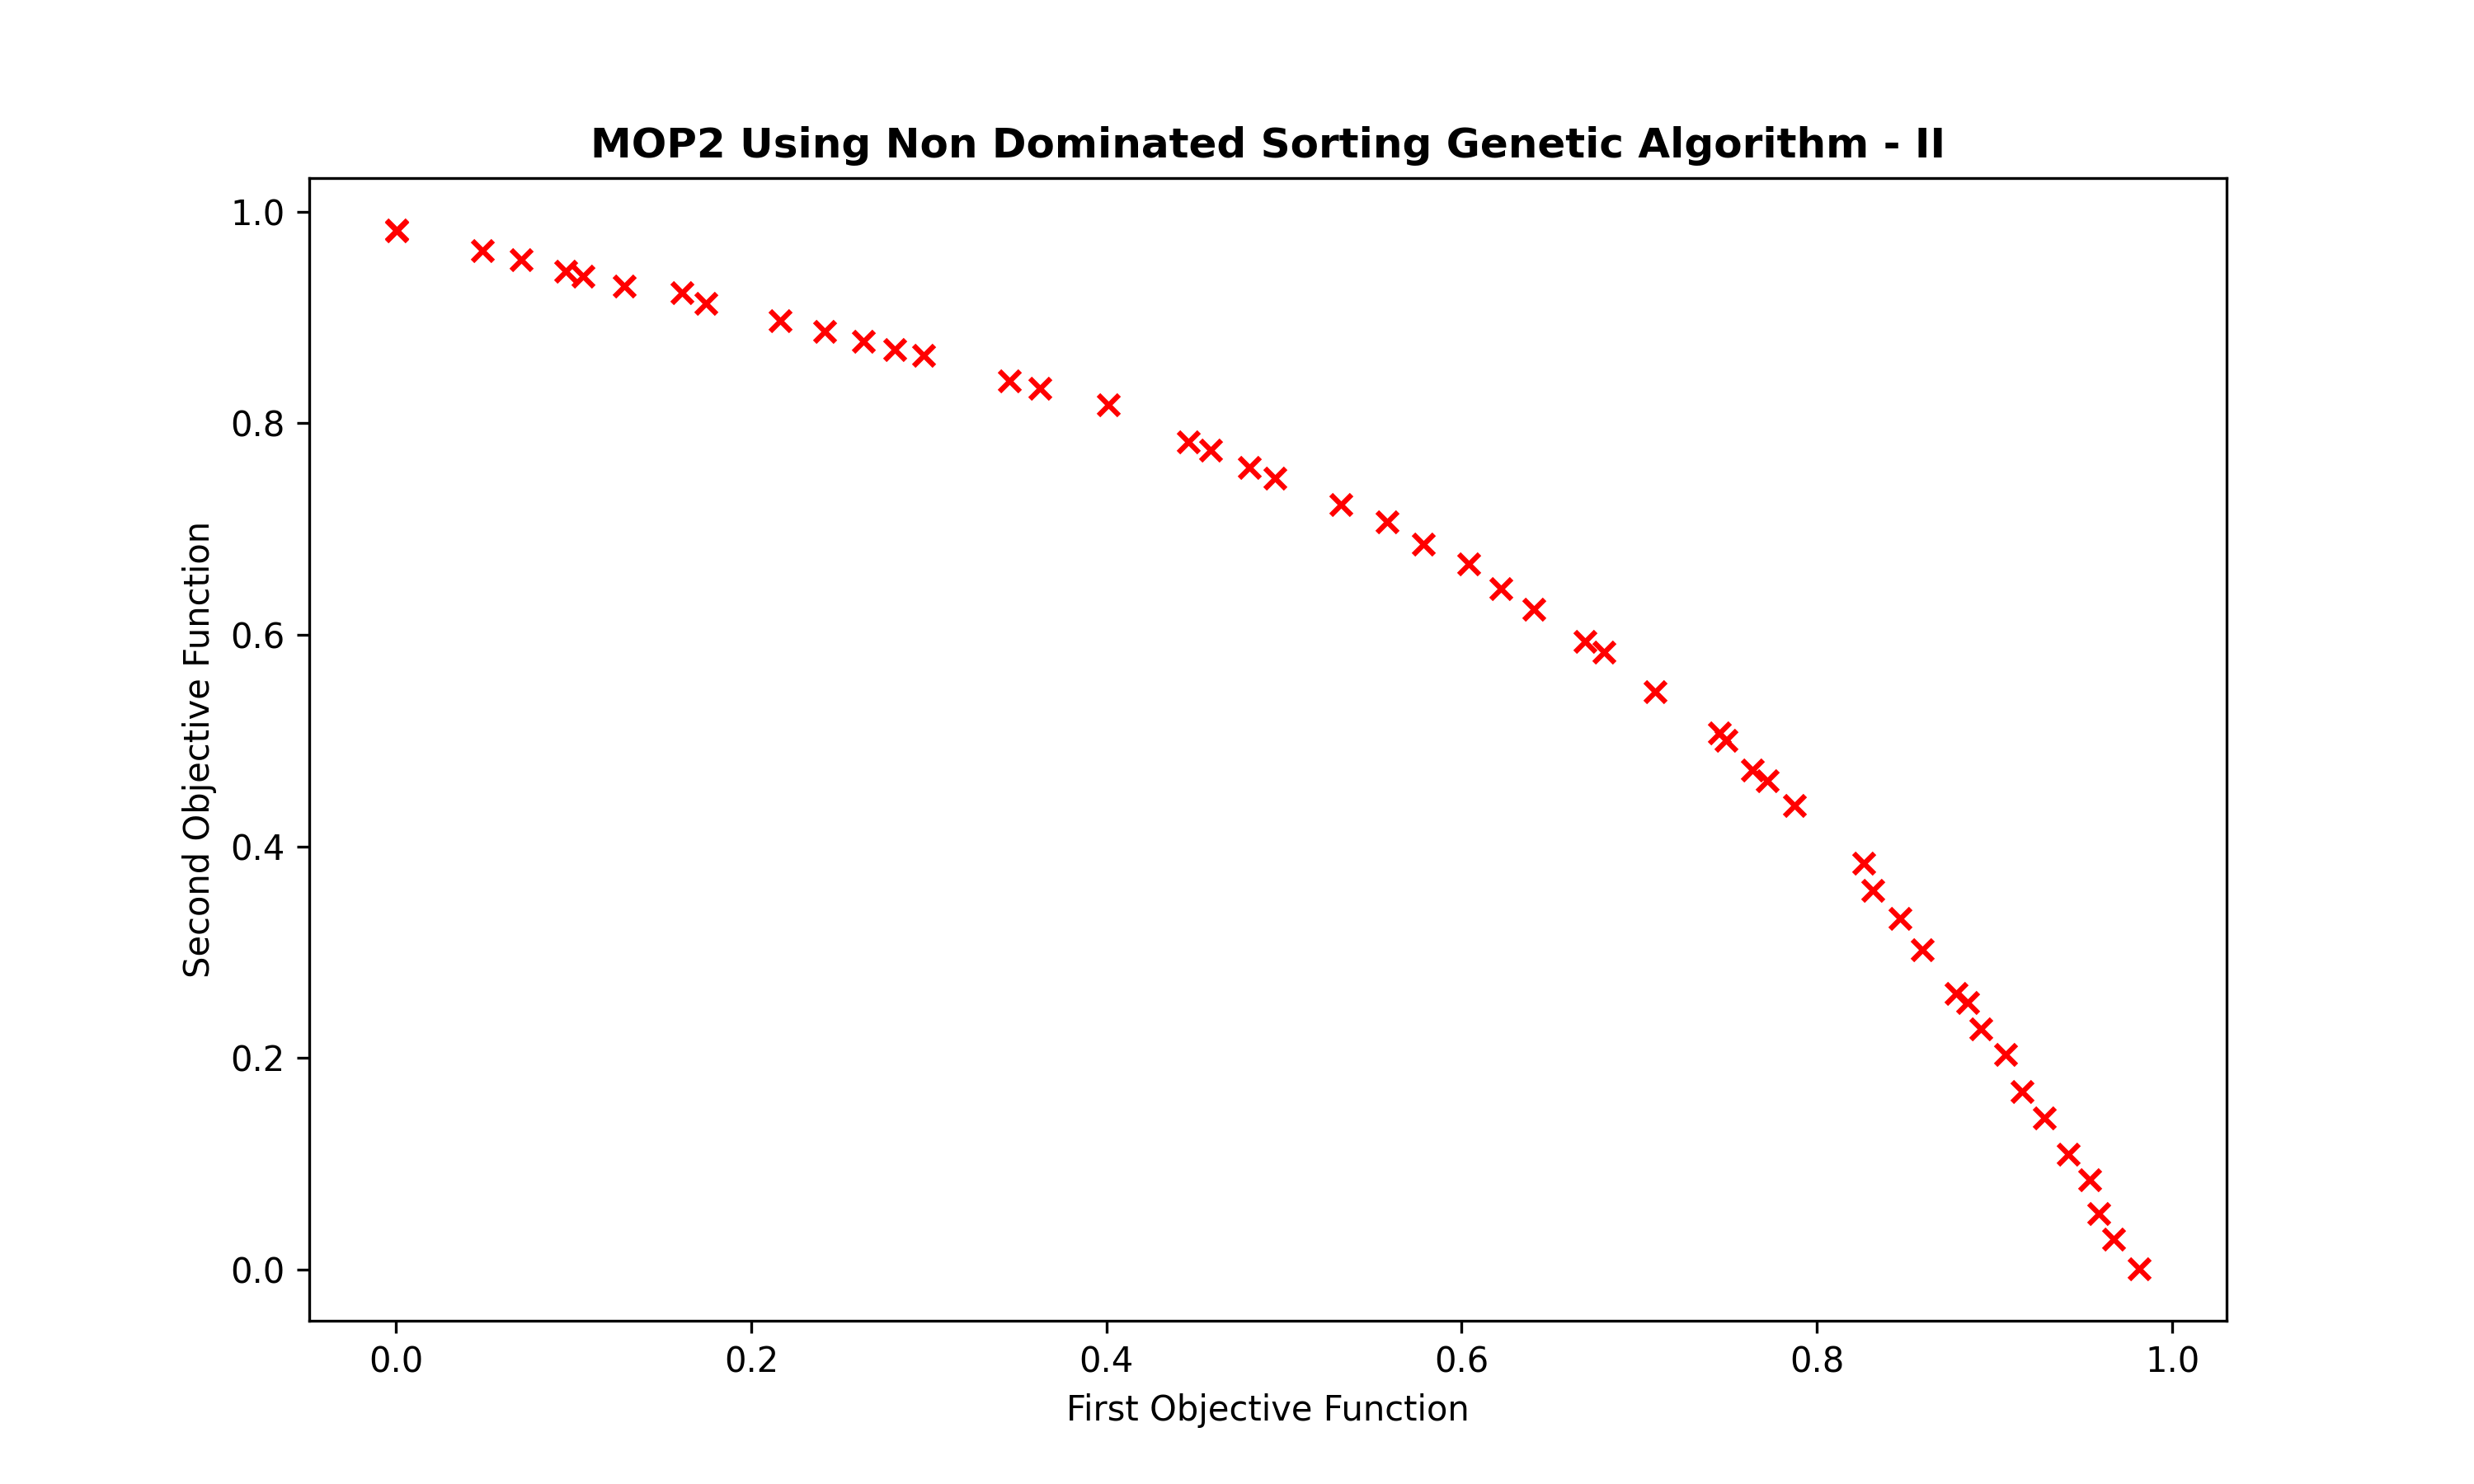 MOP2 Using Non Dominated Sorting Genetic Algorithm - II
1.0
0.8
0.6
0.4
0.2
0.0
Second Objective Function
0.0 0.2 0.4 0.6 0.8 1.0
First Objective Function